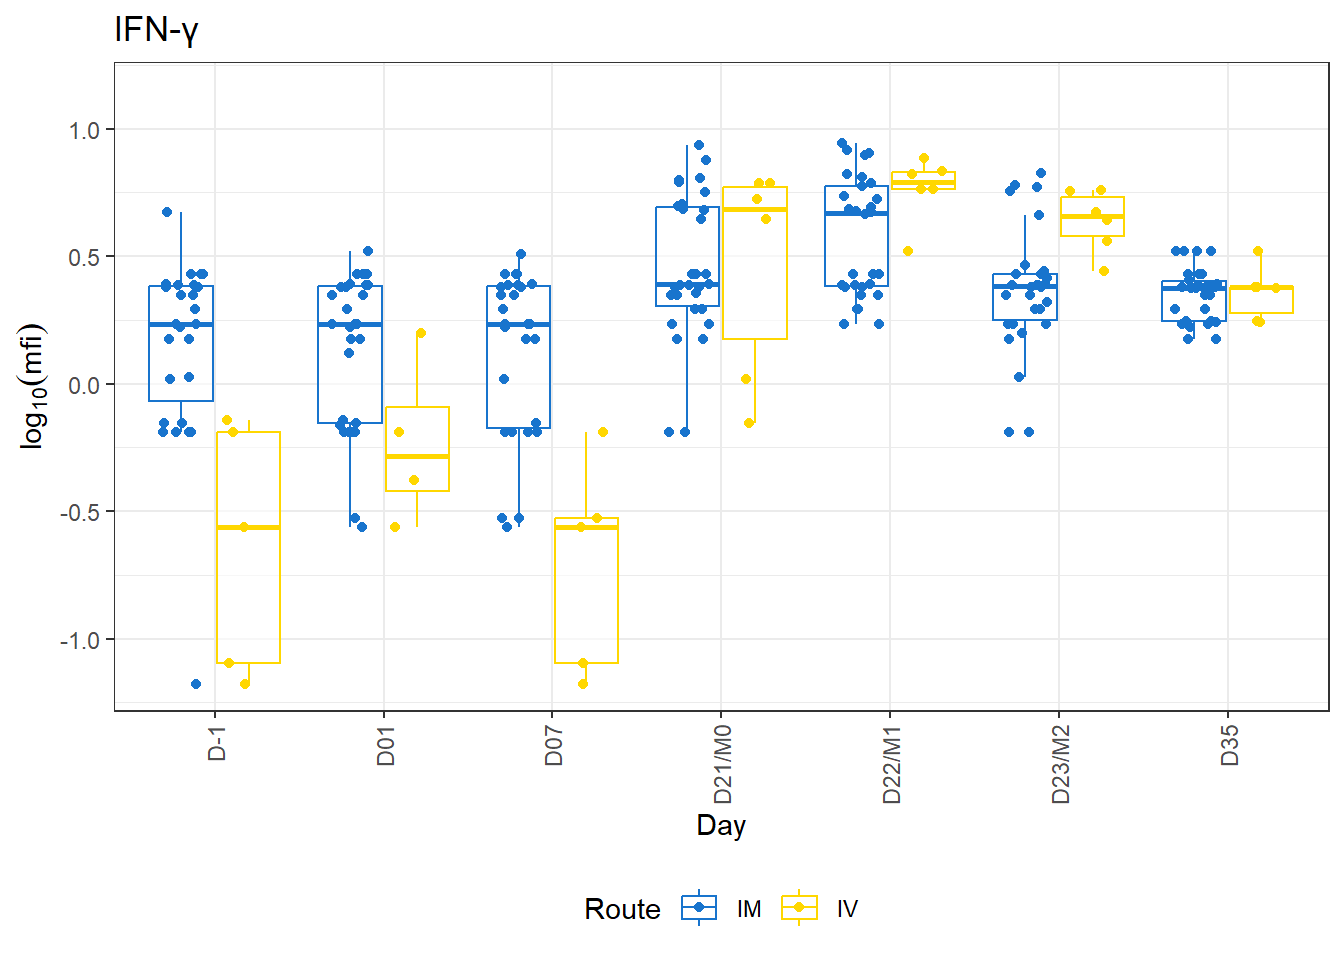 IFN-γ
1.0
0.5
0.0
-0.5
-1.0
log10(mfi)
D-1
D01
D07
D21/M0
D22/M1
D23/M2
D35
Day
Route IM IV